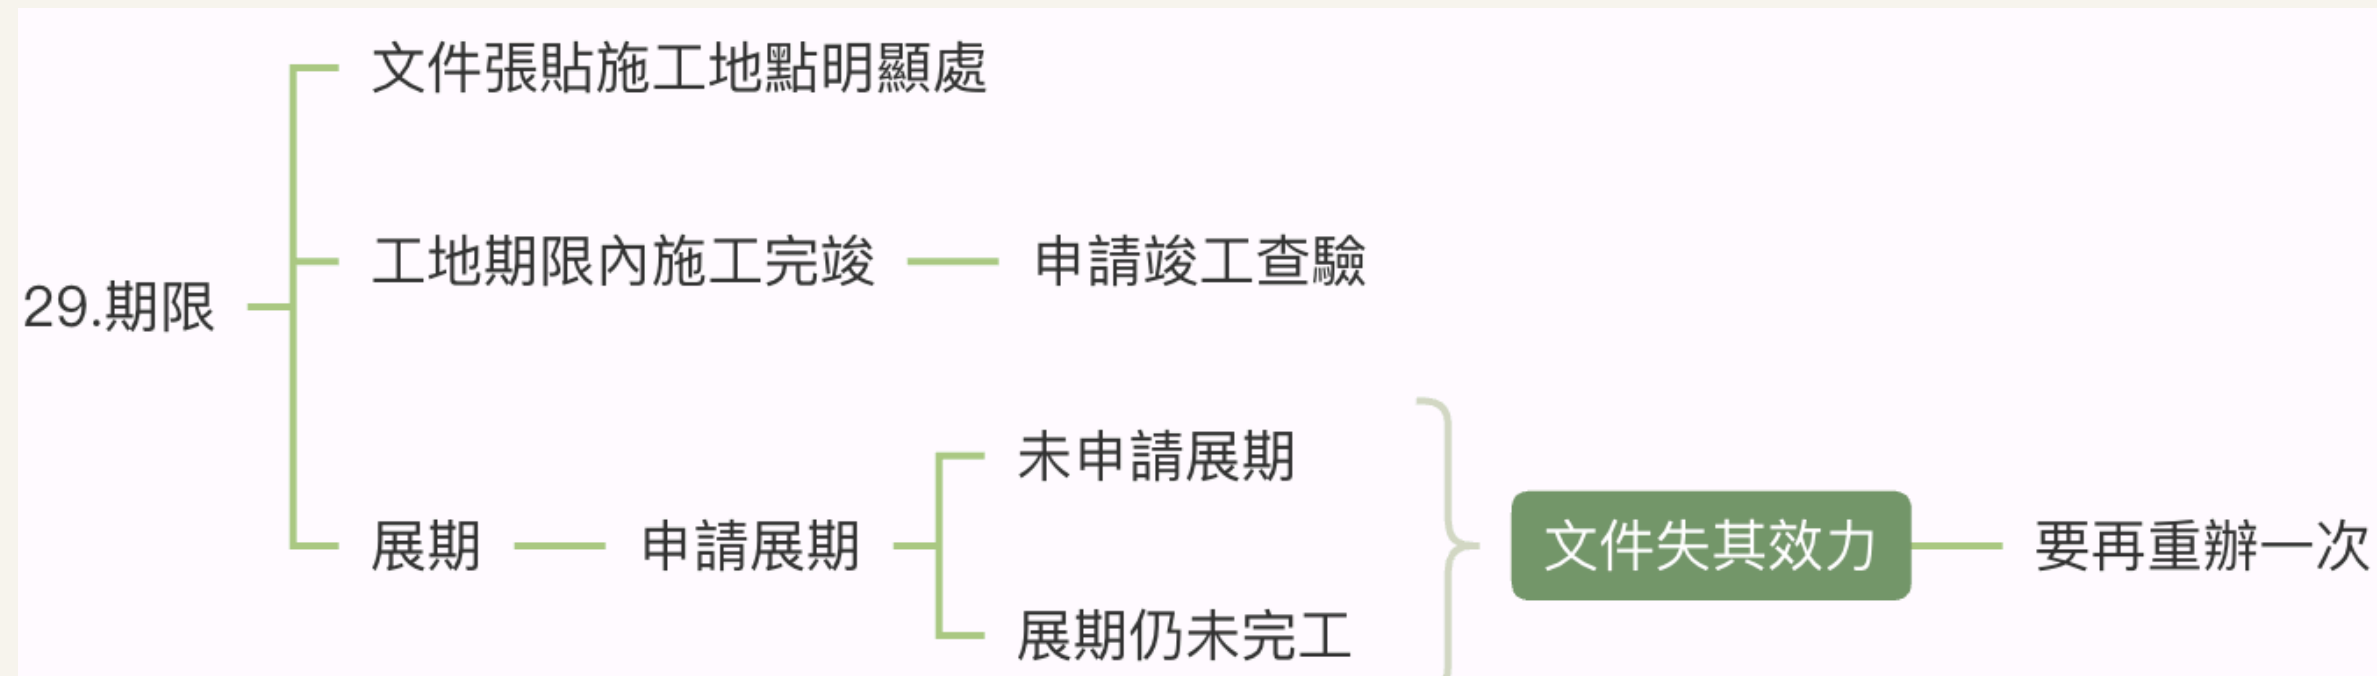 文件張貼施工地點明顯處
工地期限內施工完竣
申請竣工查驗
29.期限
未申請展期
展期
申請展期
文件失其效力
要再重辦一次
展期仍未完工